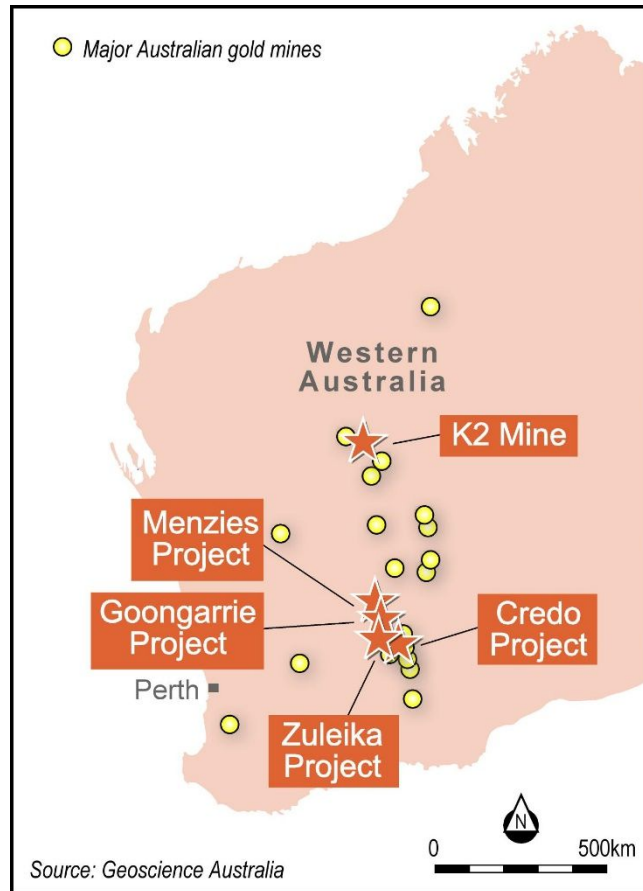 Major Australian gold mines
Western
Australia
K2 Mine
Menzies
Project
Goongarrie
Project
Credo
Project
Perth
Zuleika
Project
N
0 500km
Source: Geoscience Australia